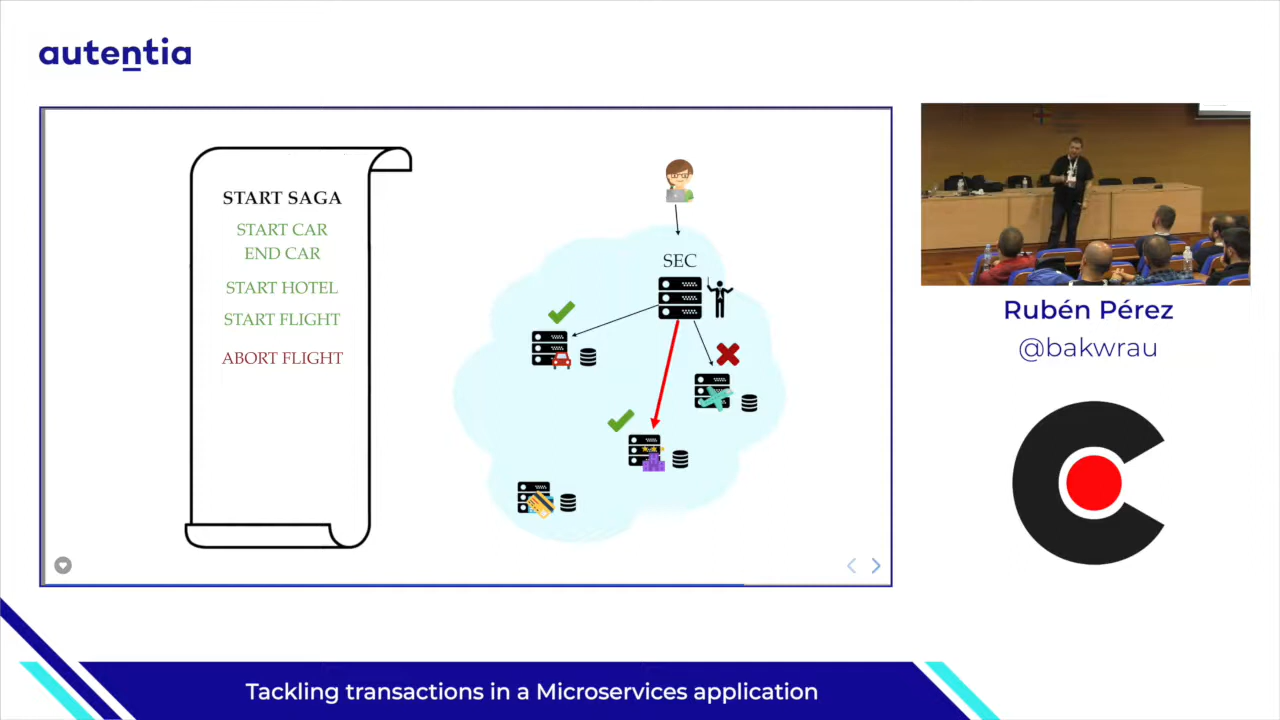 autentia
START SAGA
START CAR
END CAR
START HOTEL
START FLIGHT
ABORT FLIGHT
SEC
Rubén Pérez
@bakwrau
Tackling transactions in a Microservices application